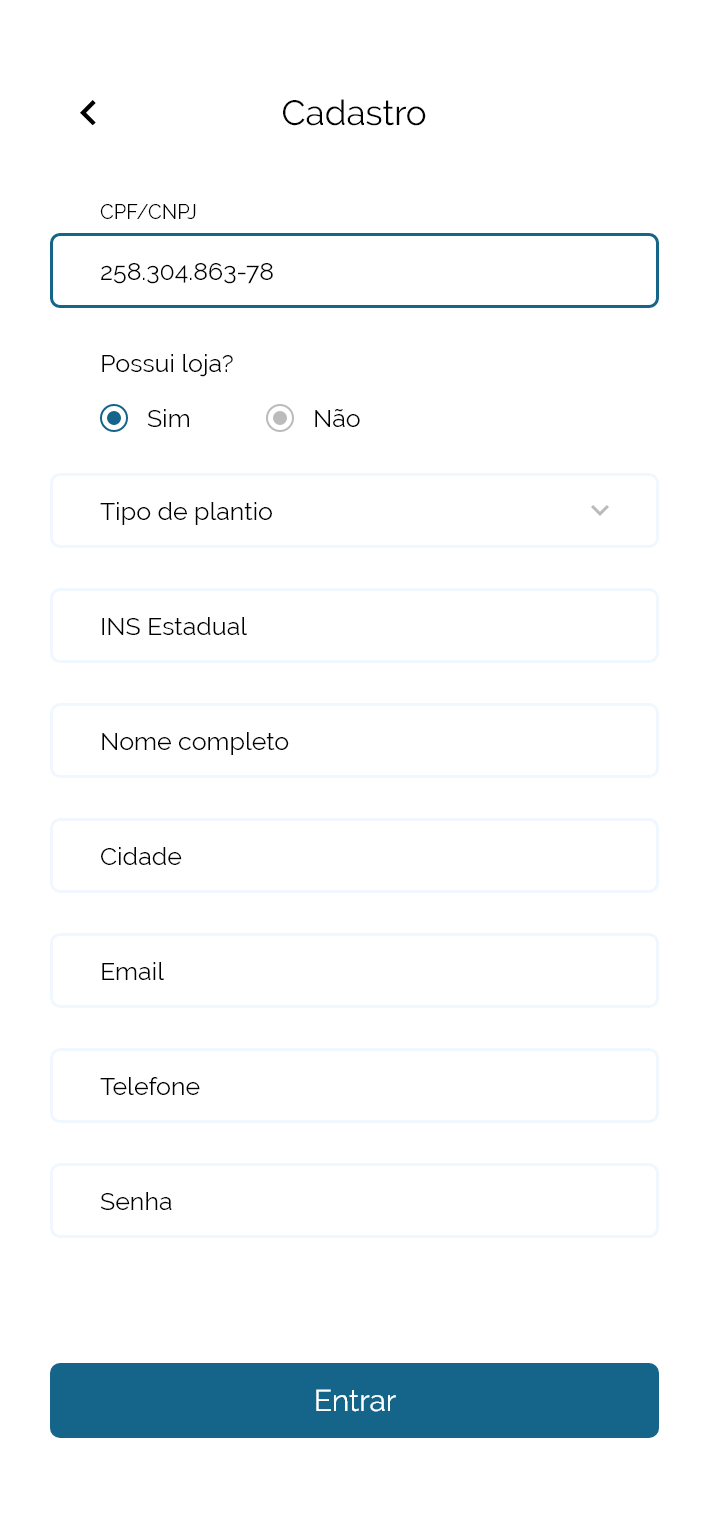 Cadastro
CPF/CNPJ
258.304.863-78
Possui loja?
Sim Não
Tipo de plantio
INS Estadual
Nome completo
Cidade
Email
Telefone
Senha
Entrar